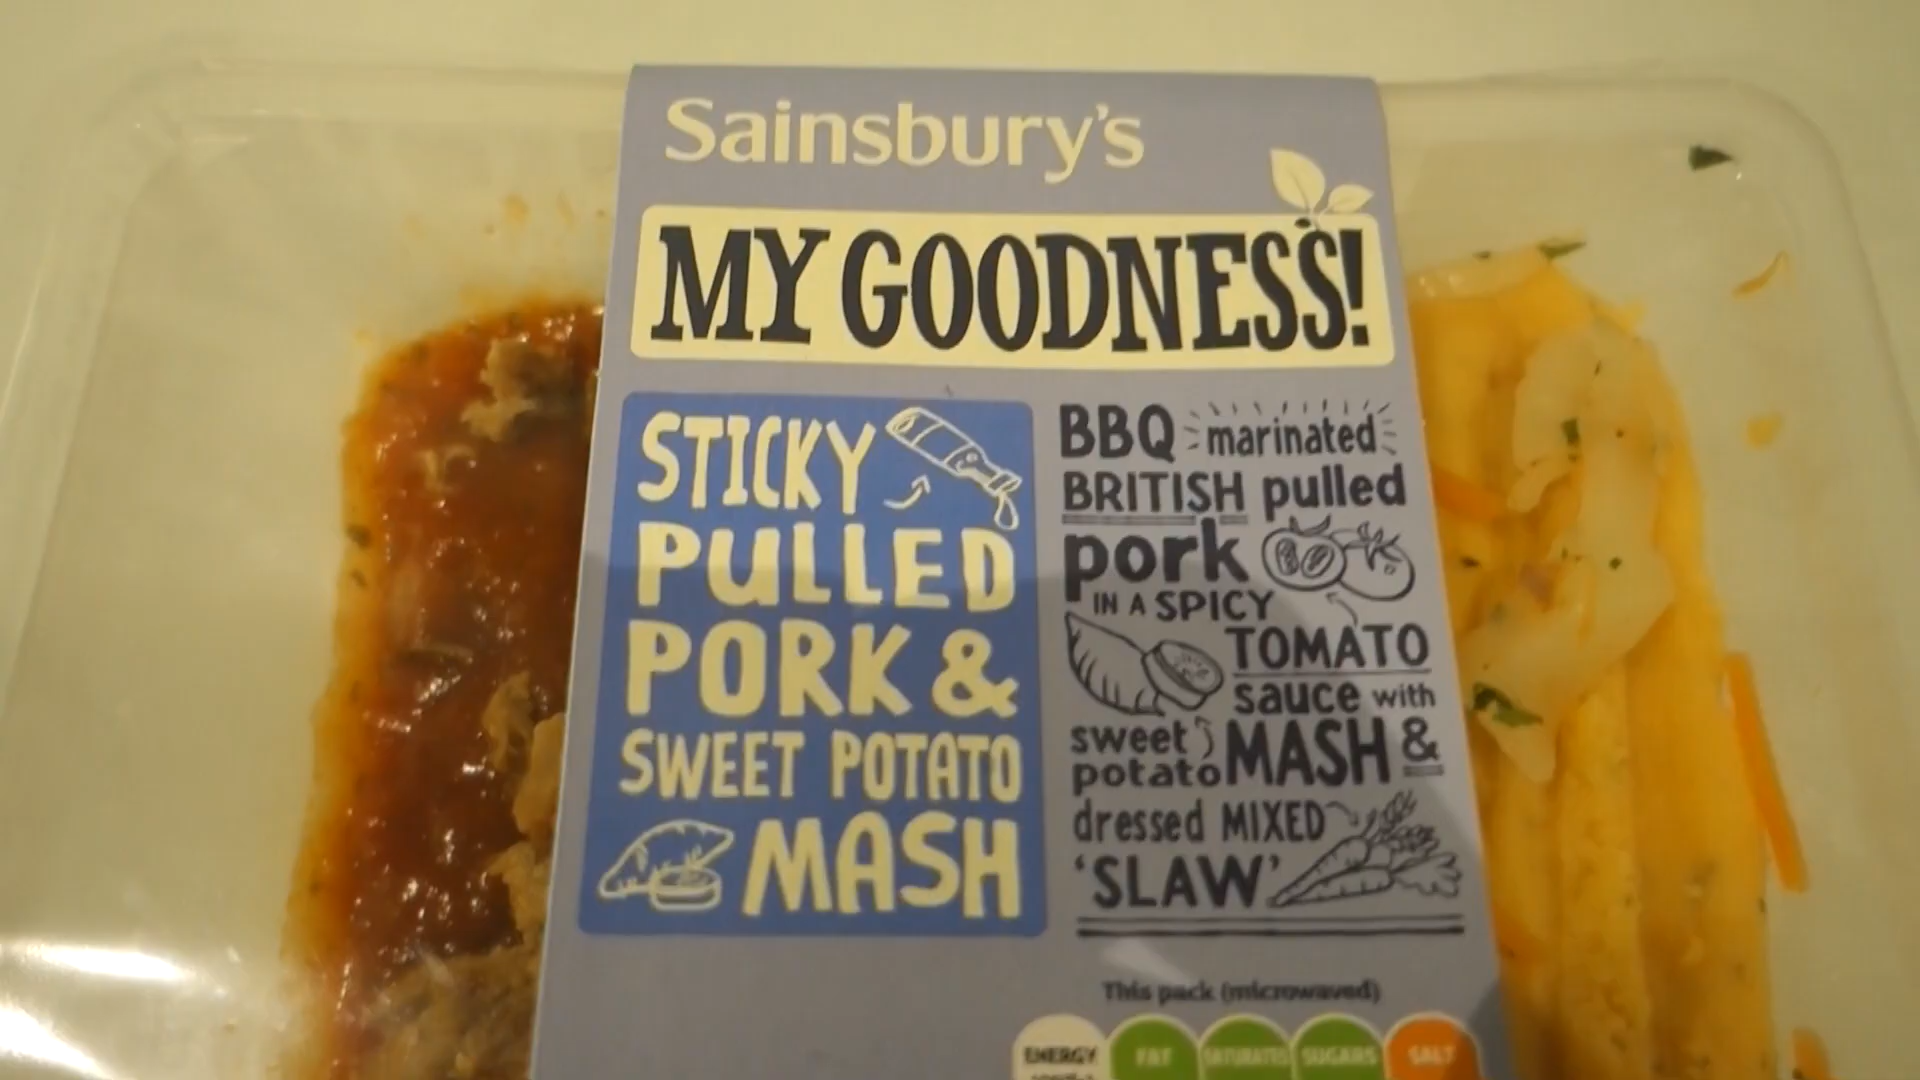 Sainsbury's
MY GOODNESS!
STICKY
PULLED
PORK &
SWEET POTATO
MASH
BBQ marinated
BRITISH pulled
pork
IN A SPICY
TOMATO
sauce with
sweet
potato MASH &
dressed MIXED
'SLAW'
This pack (microwaved)
ENERGY
FAT
SATURATES
SUGARS
SALT